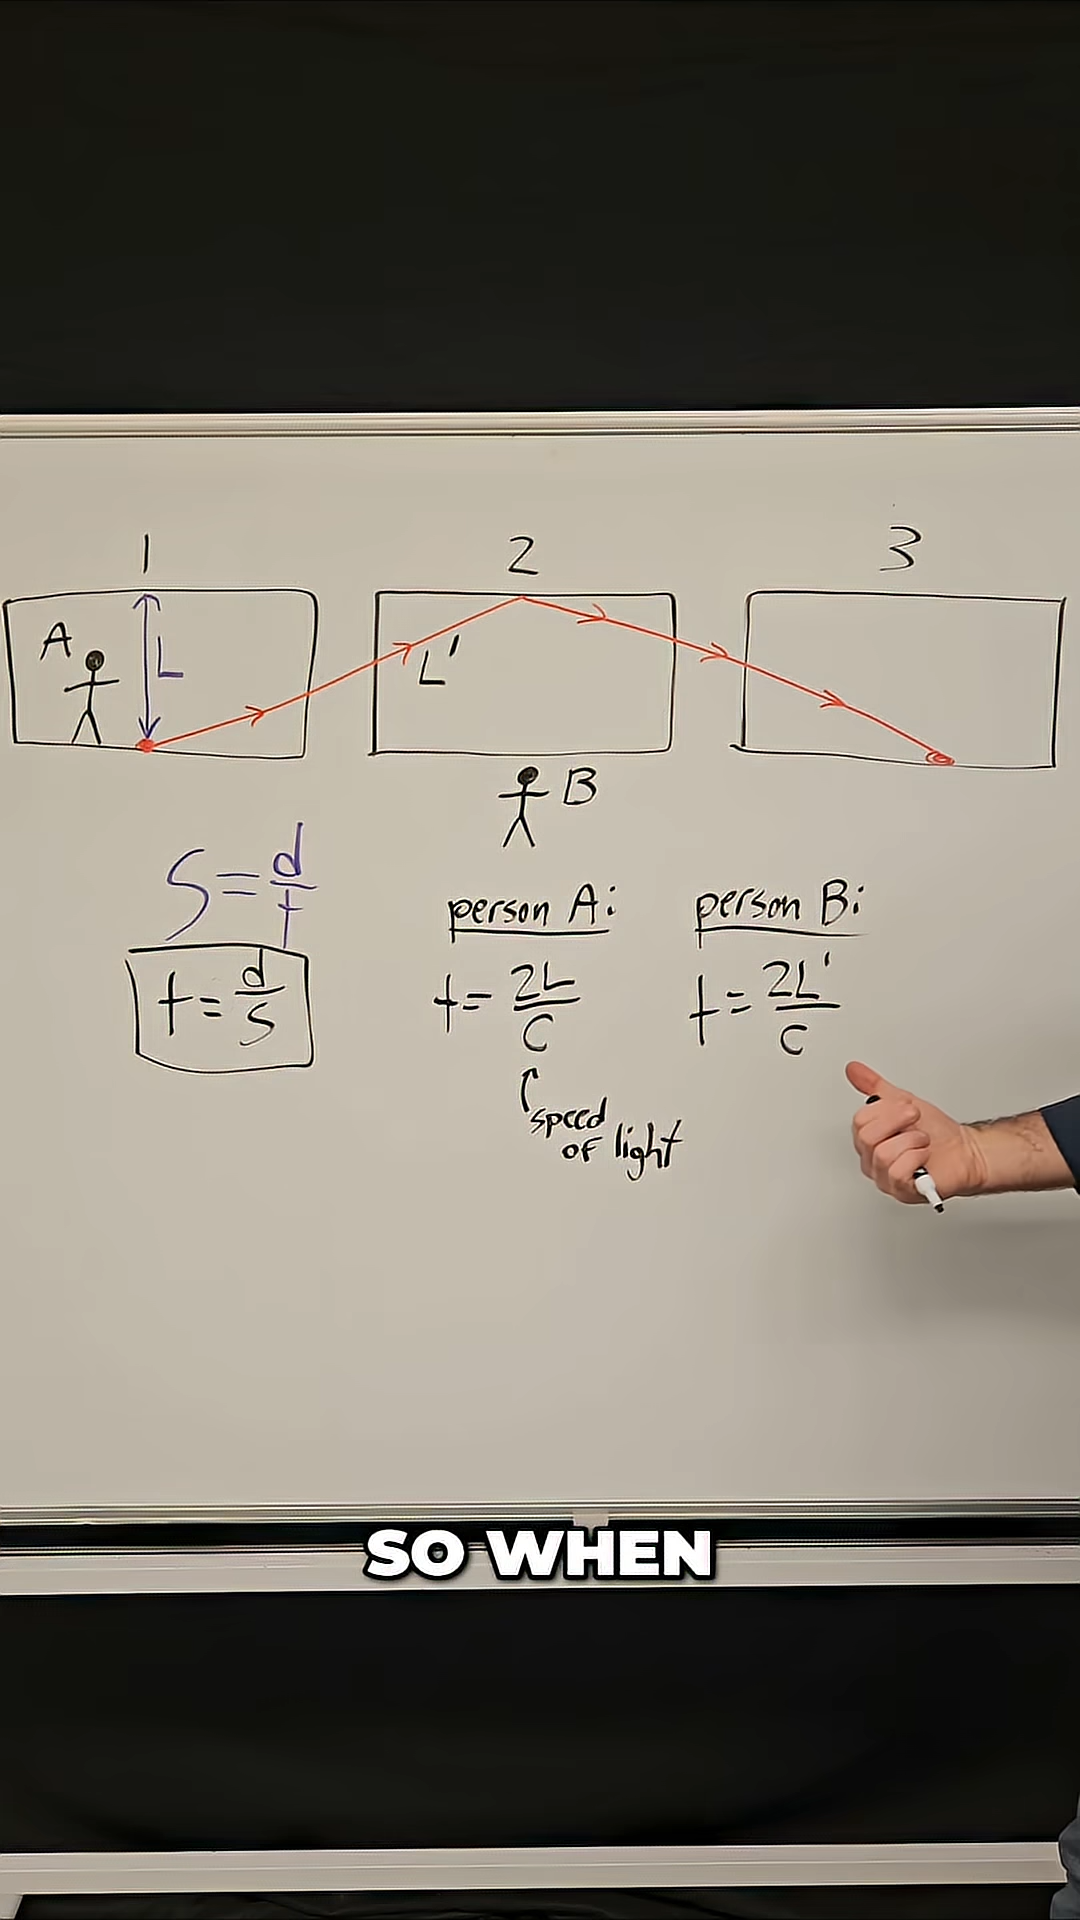 1 2 3
A
L
L'
B
S = d/t
t = d/s
person A:
t = 2L/C
speed
of light
person B:
t = 2L'/C
SO WHEN